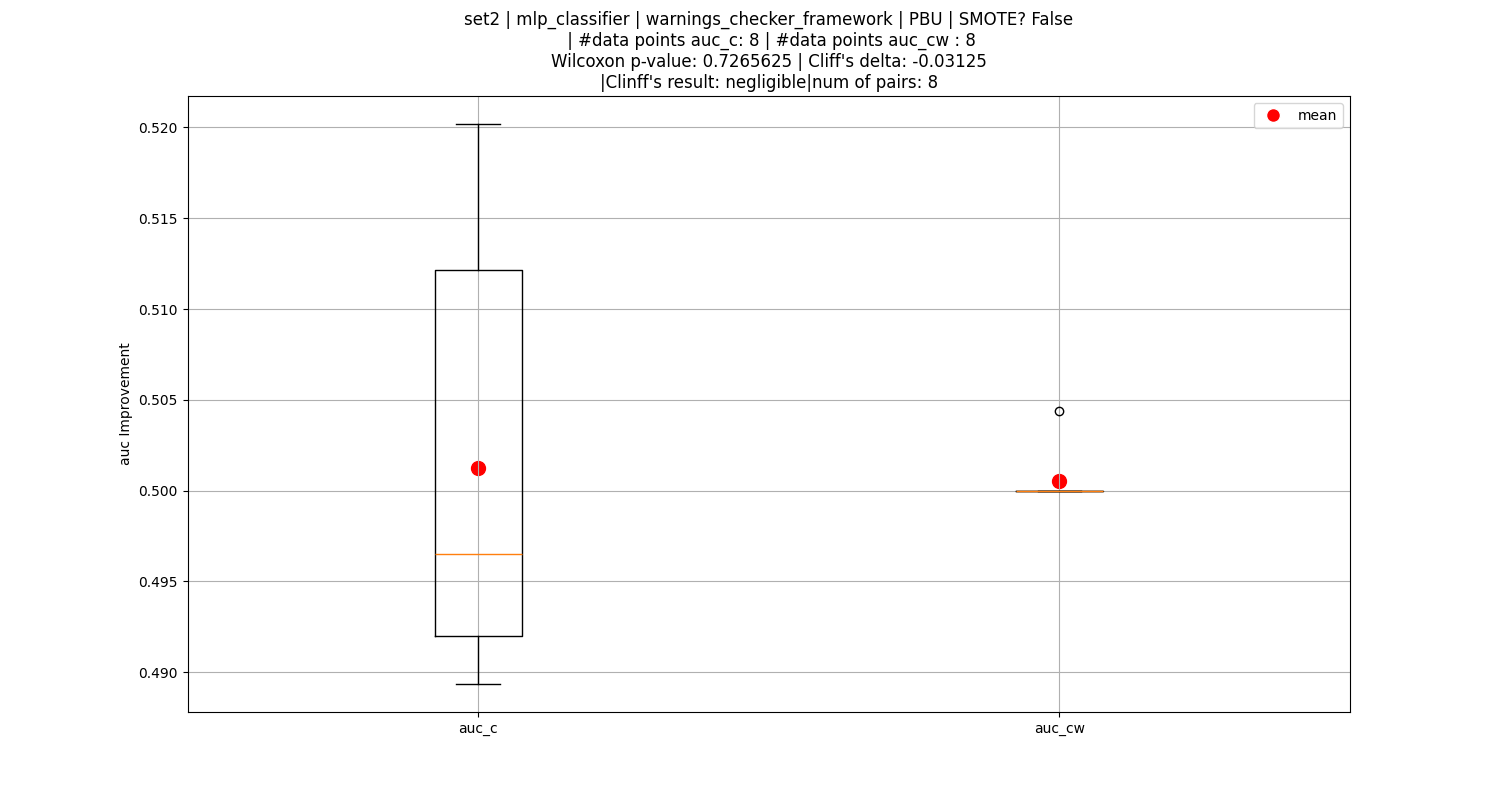 set2 | mlp_classifier | warnings_checker_framework | PBU | SMOTE? False
| #data points auc_c: 8 | #data points auc_cw : 8
Wilcoxon p-value: 0.7265625 | Cliff's delta: -0.03125
|Clinff's result: negligible|num of pairs: 8
mean
0.520
0.515
0.510
0.505
0.500
0.495
0.490
auc Improvement
auc_c
auc_cw